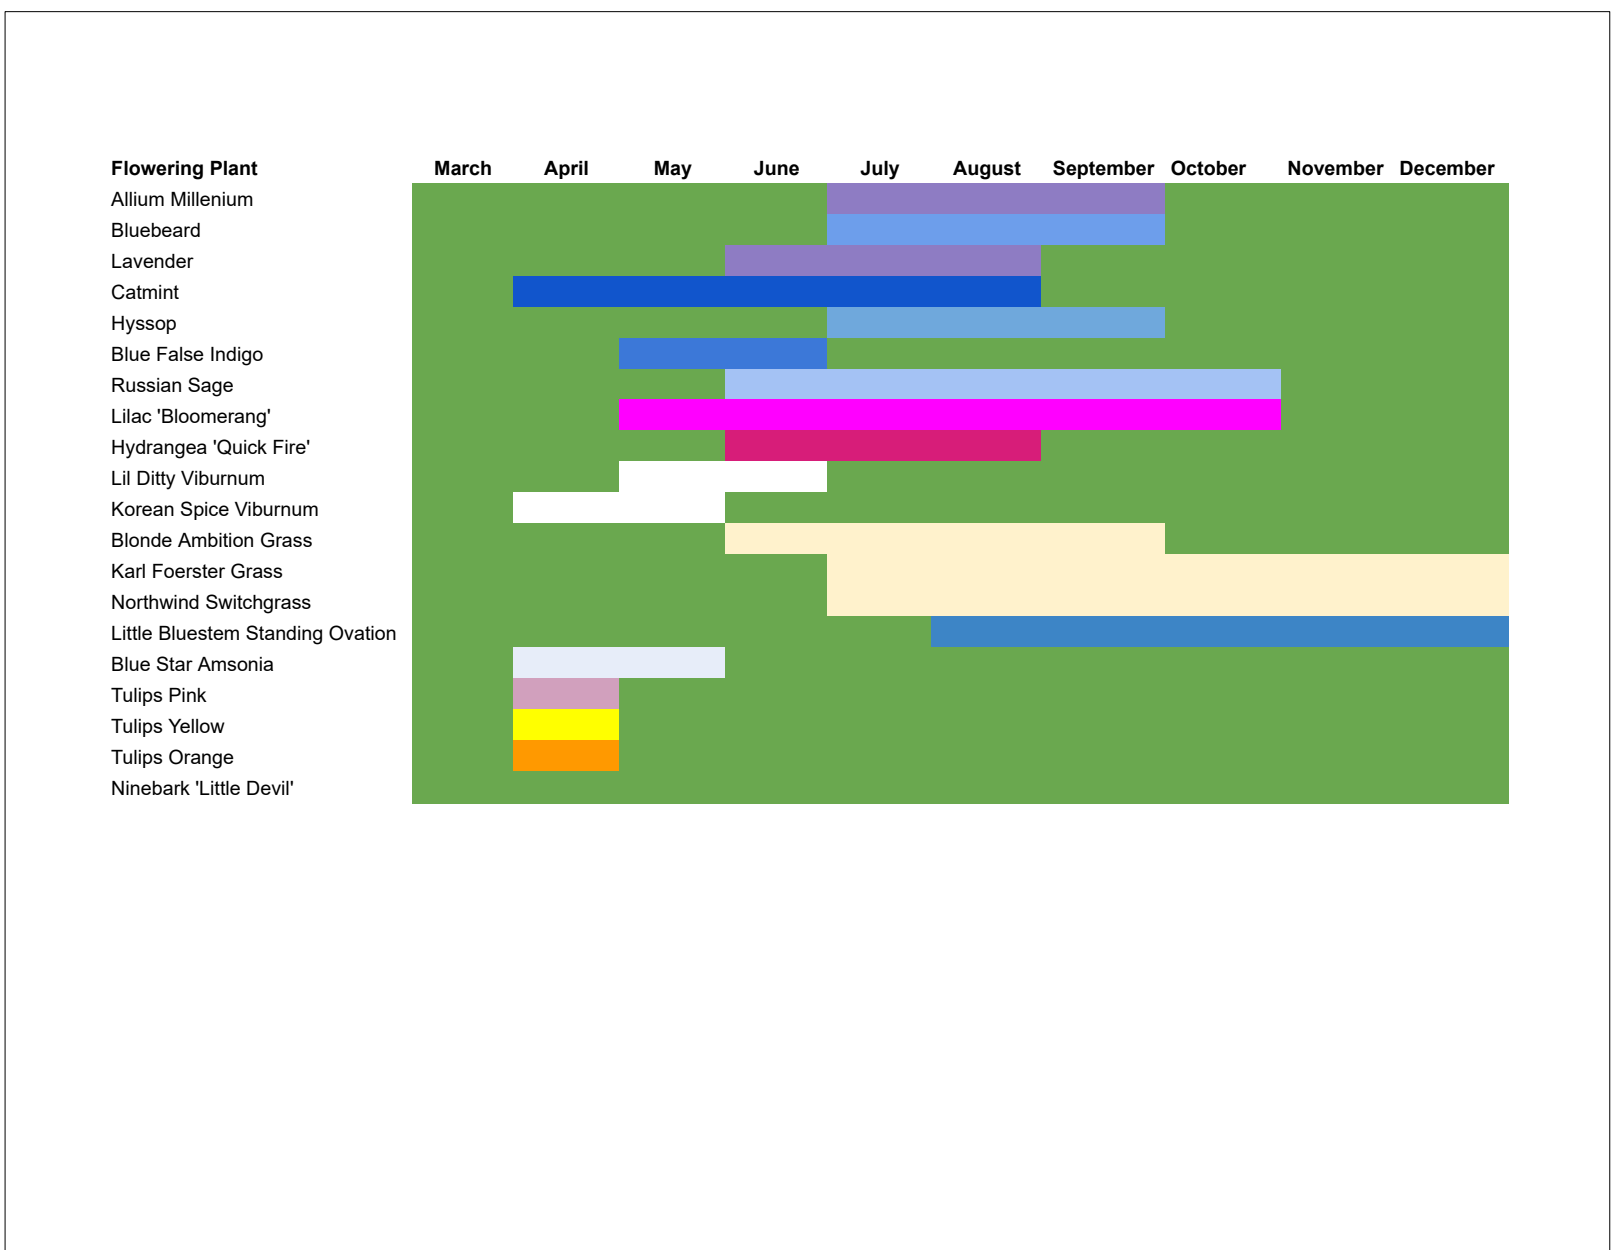 Flowering Plant March April May June July August September October November December
Allium Millenium
Bluebeard
Lavender
Catmint
Hyssop
Blue False Indigo
Russian Sage
Lilac 'Bloomerang'
Hydrangea 'Quick Fire'
Lil Ditty Viburnum
Korean Spice Viburnum
Blonde Ambition Grass
Karl Foerster Grass
Northwind Switchgrass
Little Bluestem Standing Ovation
Blue Star Amsonia
Tulips Pink
Tulips Yellow
Tulips Orange
Ninebark 'Little Devil'